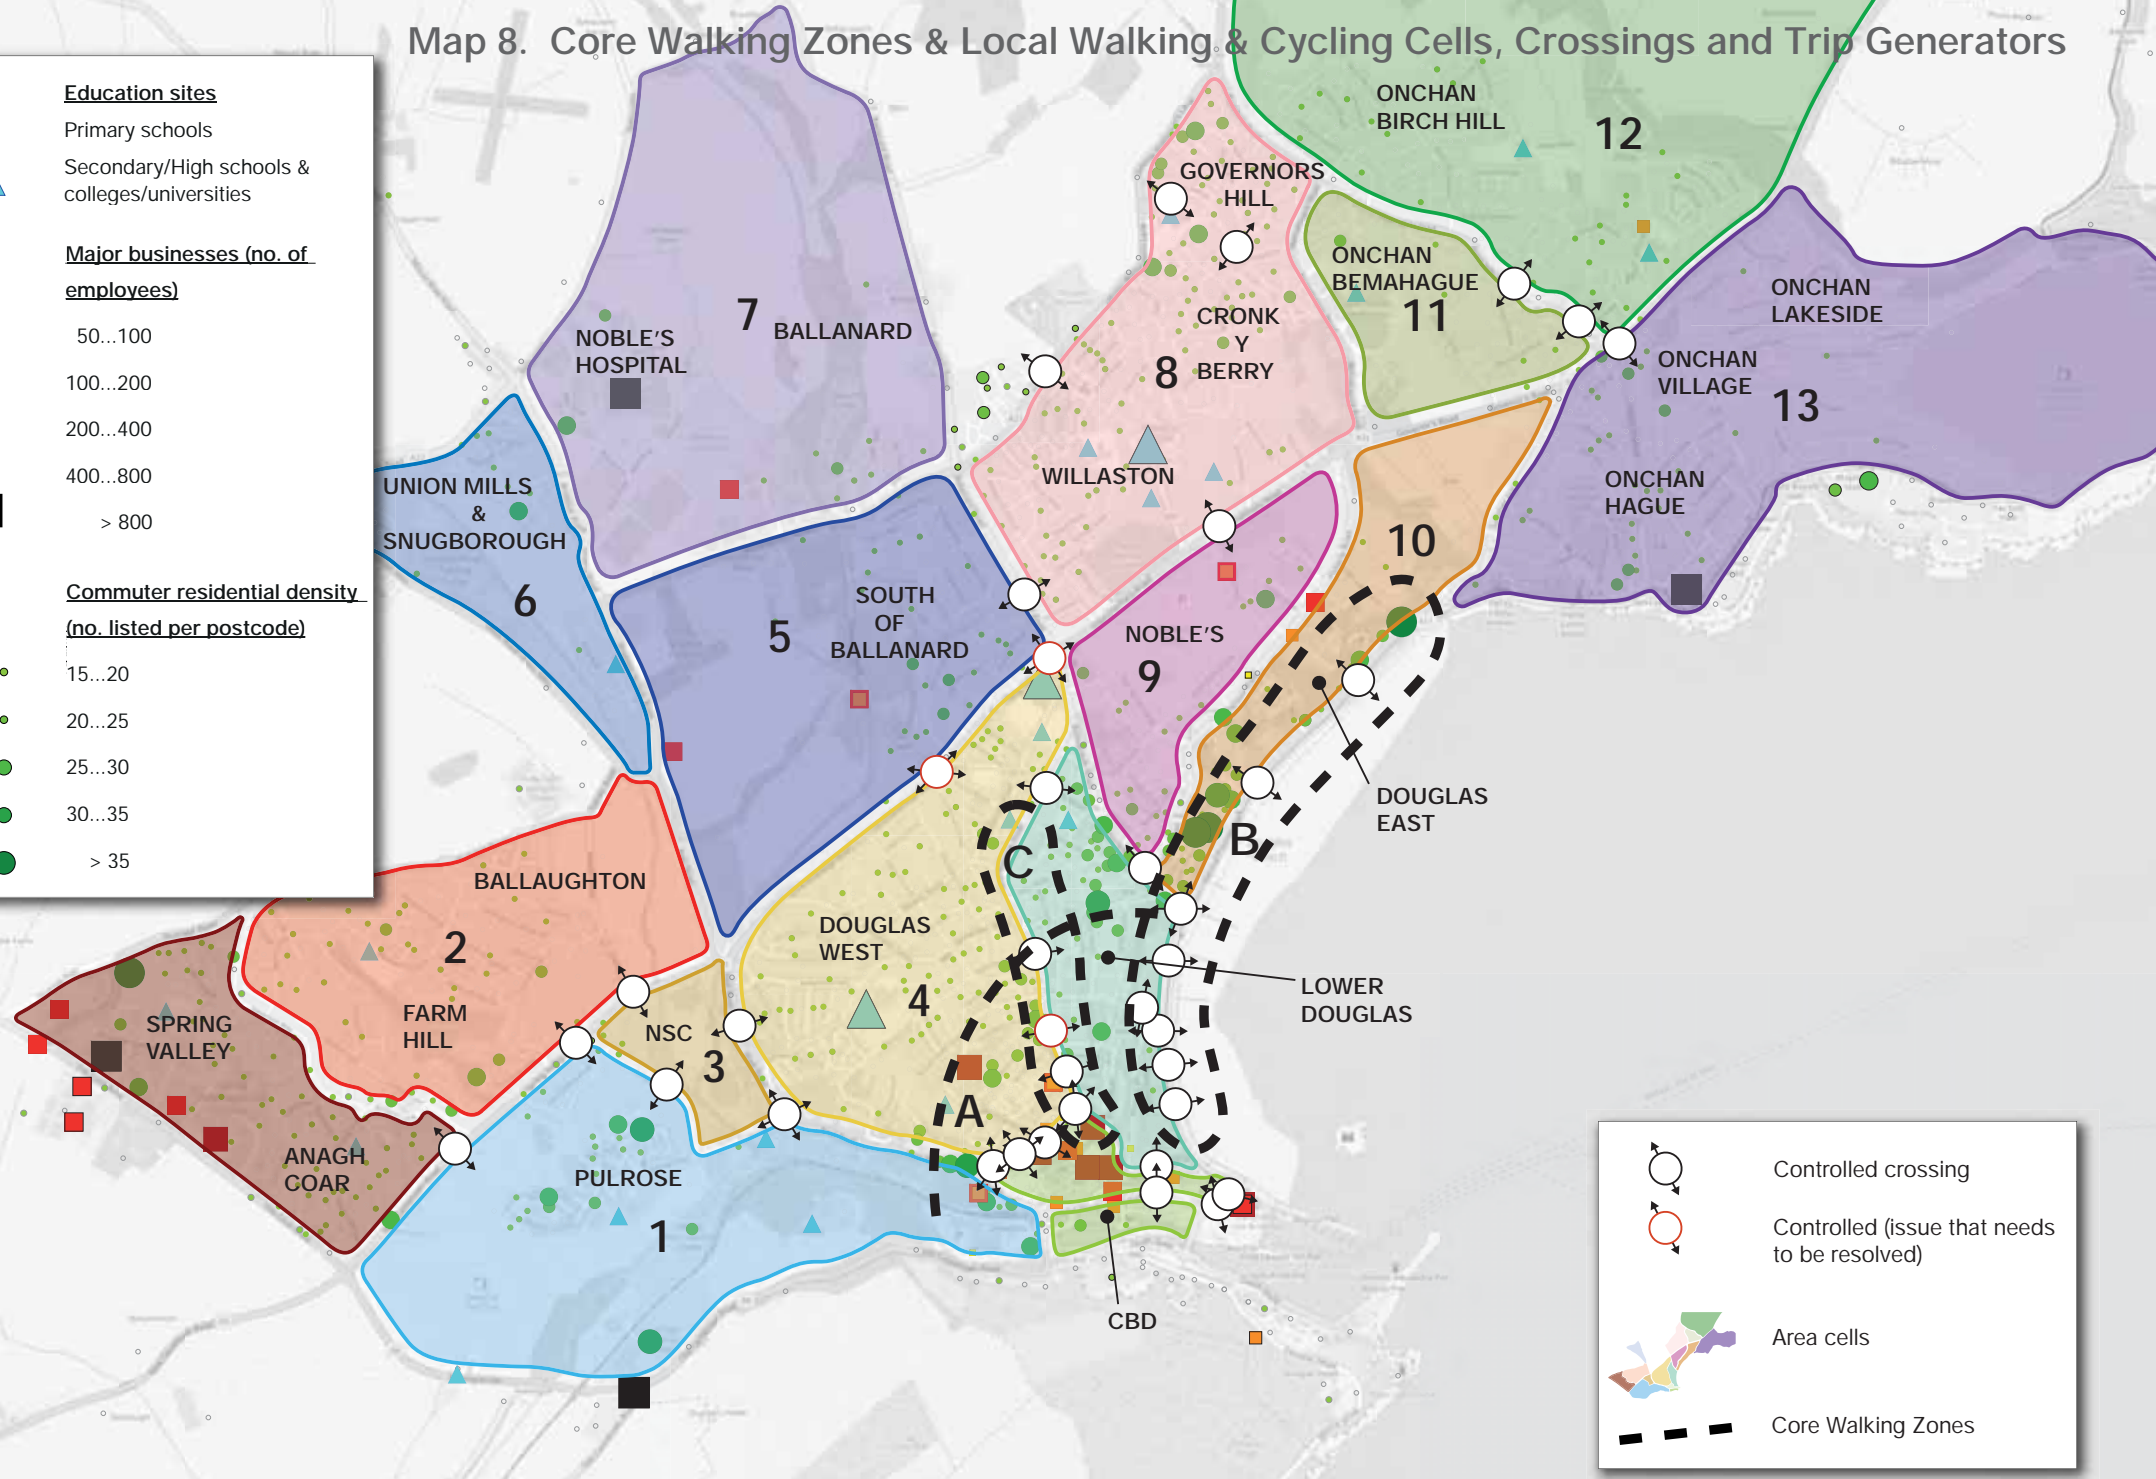 Map 8. Core Walking Zones & Local Walking & Cycling Cells, Crossings and Trip Generators
Education sites
Primary schools
Secondary/High schools &
colleges/universities
Major businesses (no. of
employees)
50...100
100...200
200...400
400...800
> 800
Commuter residential density
(no. listed per postcode)
15...20
20...25
25...30
30...35
> 35
ONCHAN
BIRCH HILL
12
GOVERNORS
HILL
ONCHAN
BEMAHAGUE
11
ONCHAN
LAKESIDE
7
BALLANARD
NOBLE'S
HOSPITAL
CRONK
Y
BERRY
8
ONCHAN
VILLAGE
13
WILLASTON
ONCHAN
HAGUE
UNION MILLS
&
SNUGBOROUGH
6
10
SOUTH
OF
BALLANARD
5
NOBLE'S
9
DOUGLAS
EAST
B
C
BALLAUGHTON
2
DOUGLAS
WEST
4
LOWER
DOUGLAS
FARM
HILL
NSC
3
SPRING
VALLEY
A
ANAGH
COAR
PULROSE
1
CBD
Controlled crossing
Controlled (issue that needs
to be resolved)
Area cells
Core Walking Zones